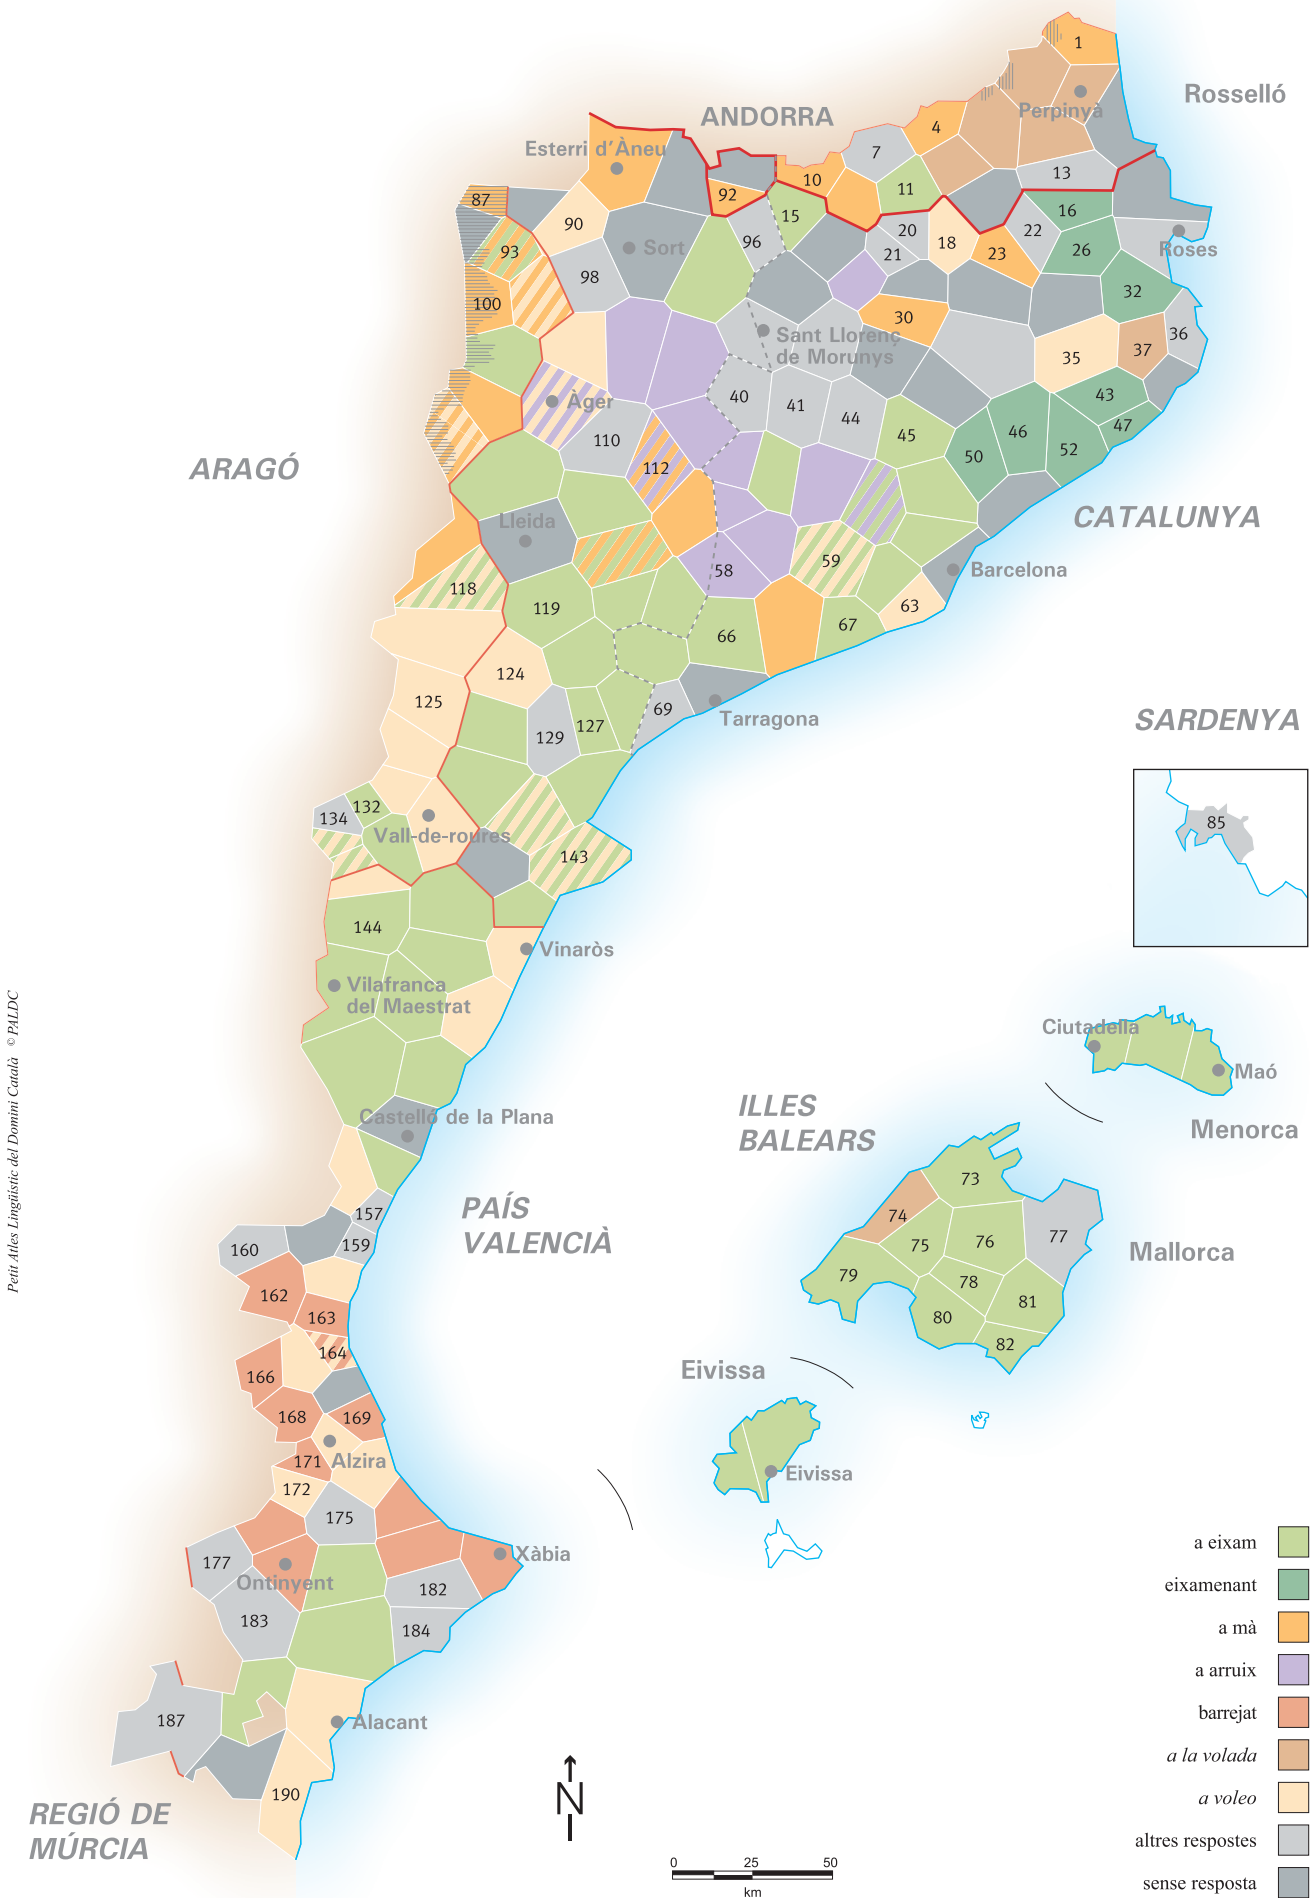 1
Rosselló
Perpinyà
ANDORRA
4
Esterri d'Àneu
7
13
10
11
92
87
15
16
90
20
96
18
22
Roses
93
Sort
21
23
26
98
32
100
30
Sant Llorenç
de Morunys
36
37
35
Àger
40
41
44
43
45
46
47
110
50
52
112
ARAGÓ
Lleida
CATALUNYA
58
59
Barcelona
118
119
63
66
67
124
125
69
Tarragona
127
129
SARDENYA
132
134
Vall-de-roures
85
143
144
Vinaròs
Vilafranca
del Maestrat
Petit Atles Lingüístic del Domini Català © PALDC
Ciutadella
Maó
Menorca
ILLES
BALEARS
Castelló de la Plana
73
74
75
76
77
Mallorca
78
79
80
81
82
PAÍS
VALENCIÀ
157
159
160
162
163
164
166
168
169
Alzira
171
172
175
Eivissa
Eivissa
177
Ontinyent
Xàbia
182
183
184
187
Alacant
190
REGIÓ DE
MÚRCIA
N
0 25 50
km
a eixam
eixamenant
a mà
a arruix
barrejat
a la volada
a voleo
altres respostes
sense resposta